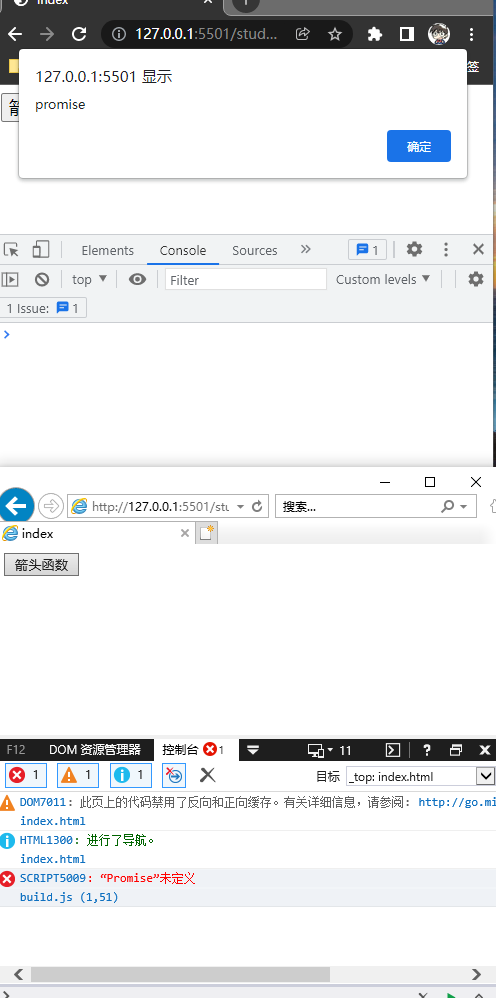 index
127.0.0.1:5501/stud...
127.0.0.1:5501 显示
签
promise
箭
确定
Elements Console Sources » 1
top Filter Custom levels
1 Issue: 1
http://127.0.0.1:5501/stu 搜索...
index
箭头函数
F12 DOM 资源管理器 控制台 1 11 ?
1 1 1 目标 _top: index.html
DOM7011: 此页上的代码禁用了反向和正向缓存。有关详细信息，请参阅: http://go.mi
index.html
HTML1300: 进行了导航。
index.html
SCRIPT5009: “Promise”未定义
build.js (1,51)